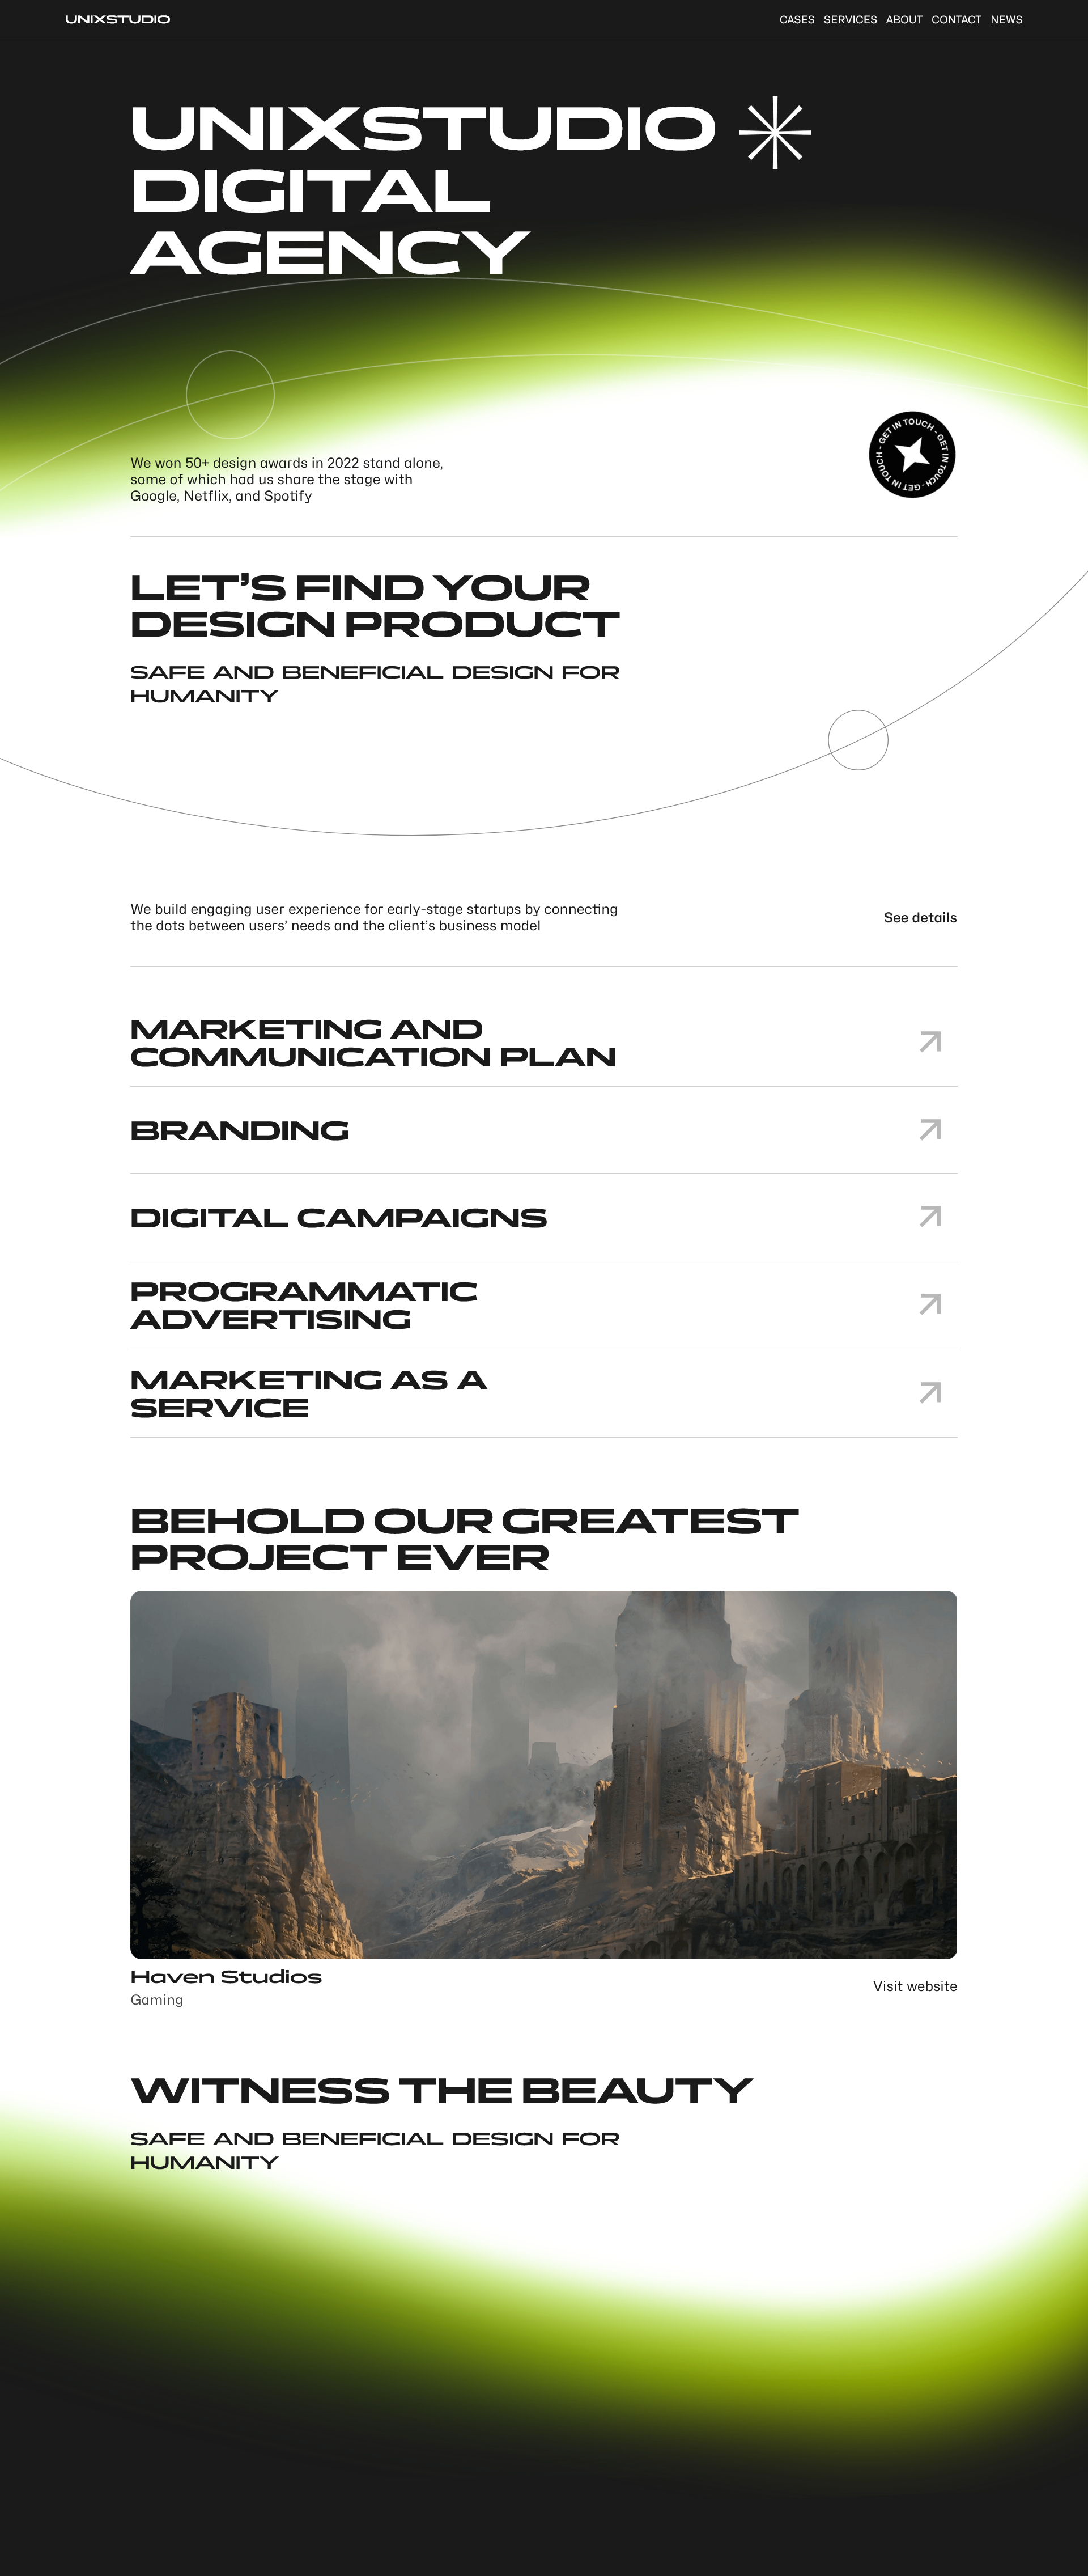 UNIXSTUDIO
CASES SERVICES ABOUT CONTACT NEWS
UNIXSTUDIO
DIGITAL
AGENCY
We won 50+ design awards in 2022 stand alone,
some of which had us share the stage with
Google, Netflix, and Spotify
GET IN TOUCH - GET IN TOUCH - GET IN TOUCH -
LET’S FIND YOUR
DESIGN PRODUCT
SAFE AND BENEFICIAL DESIGN FOR
HUMANITY
We build engaging user experience for early-stage startups by connecting
the dots between users’ needs and the client’s business model
See details
MARKETING AND
COMMUNICATION PLAN
BRANDING
DIGITAL CAMPAIGNS
PROGRAMMATIC
ADVERTISING
MARKETING AS A
SERVICE
BEHOLD OUR GREATEST
PROJECT EVER
Haven Studios
Gaming
Visit website
WITNESS THE BEAUTY
SAFE AND BENEFICIAL DESIGN FOR
HUMANITY